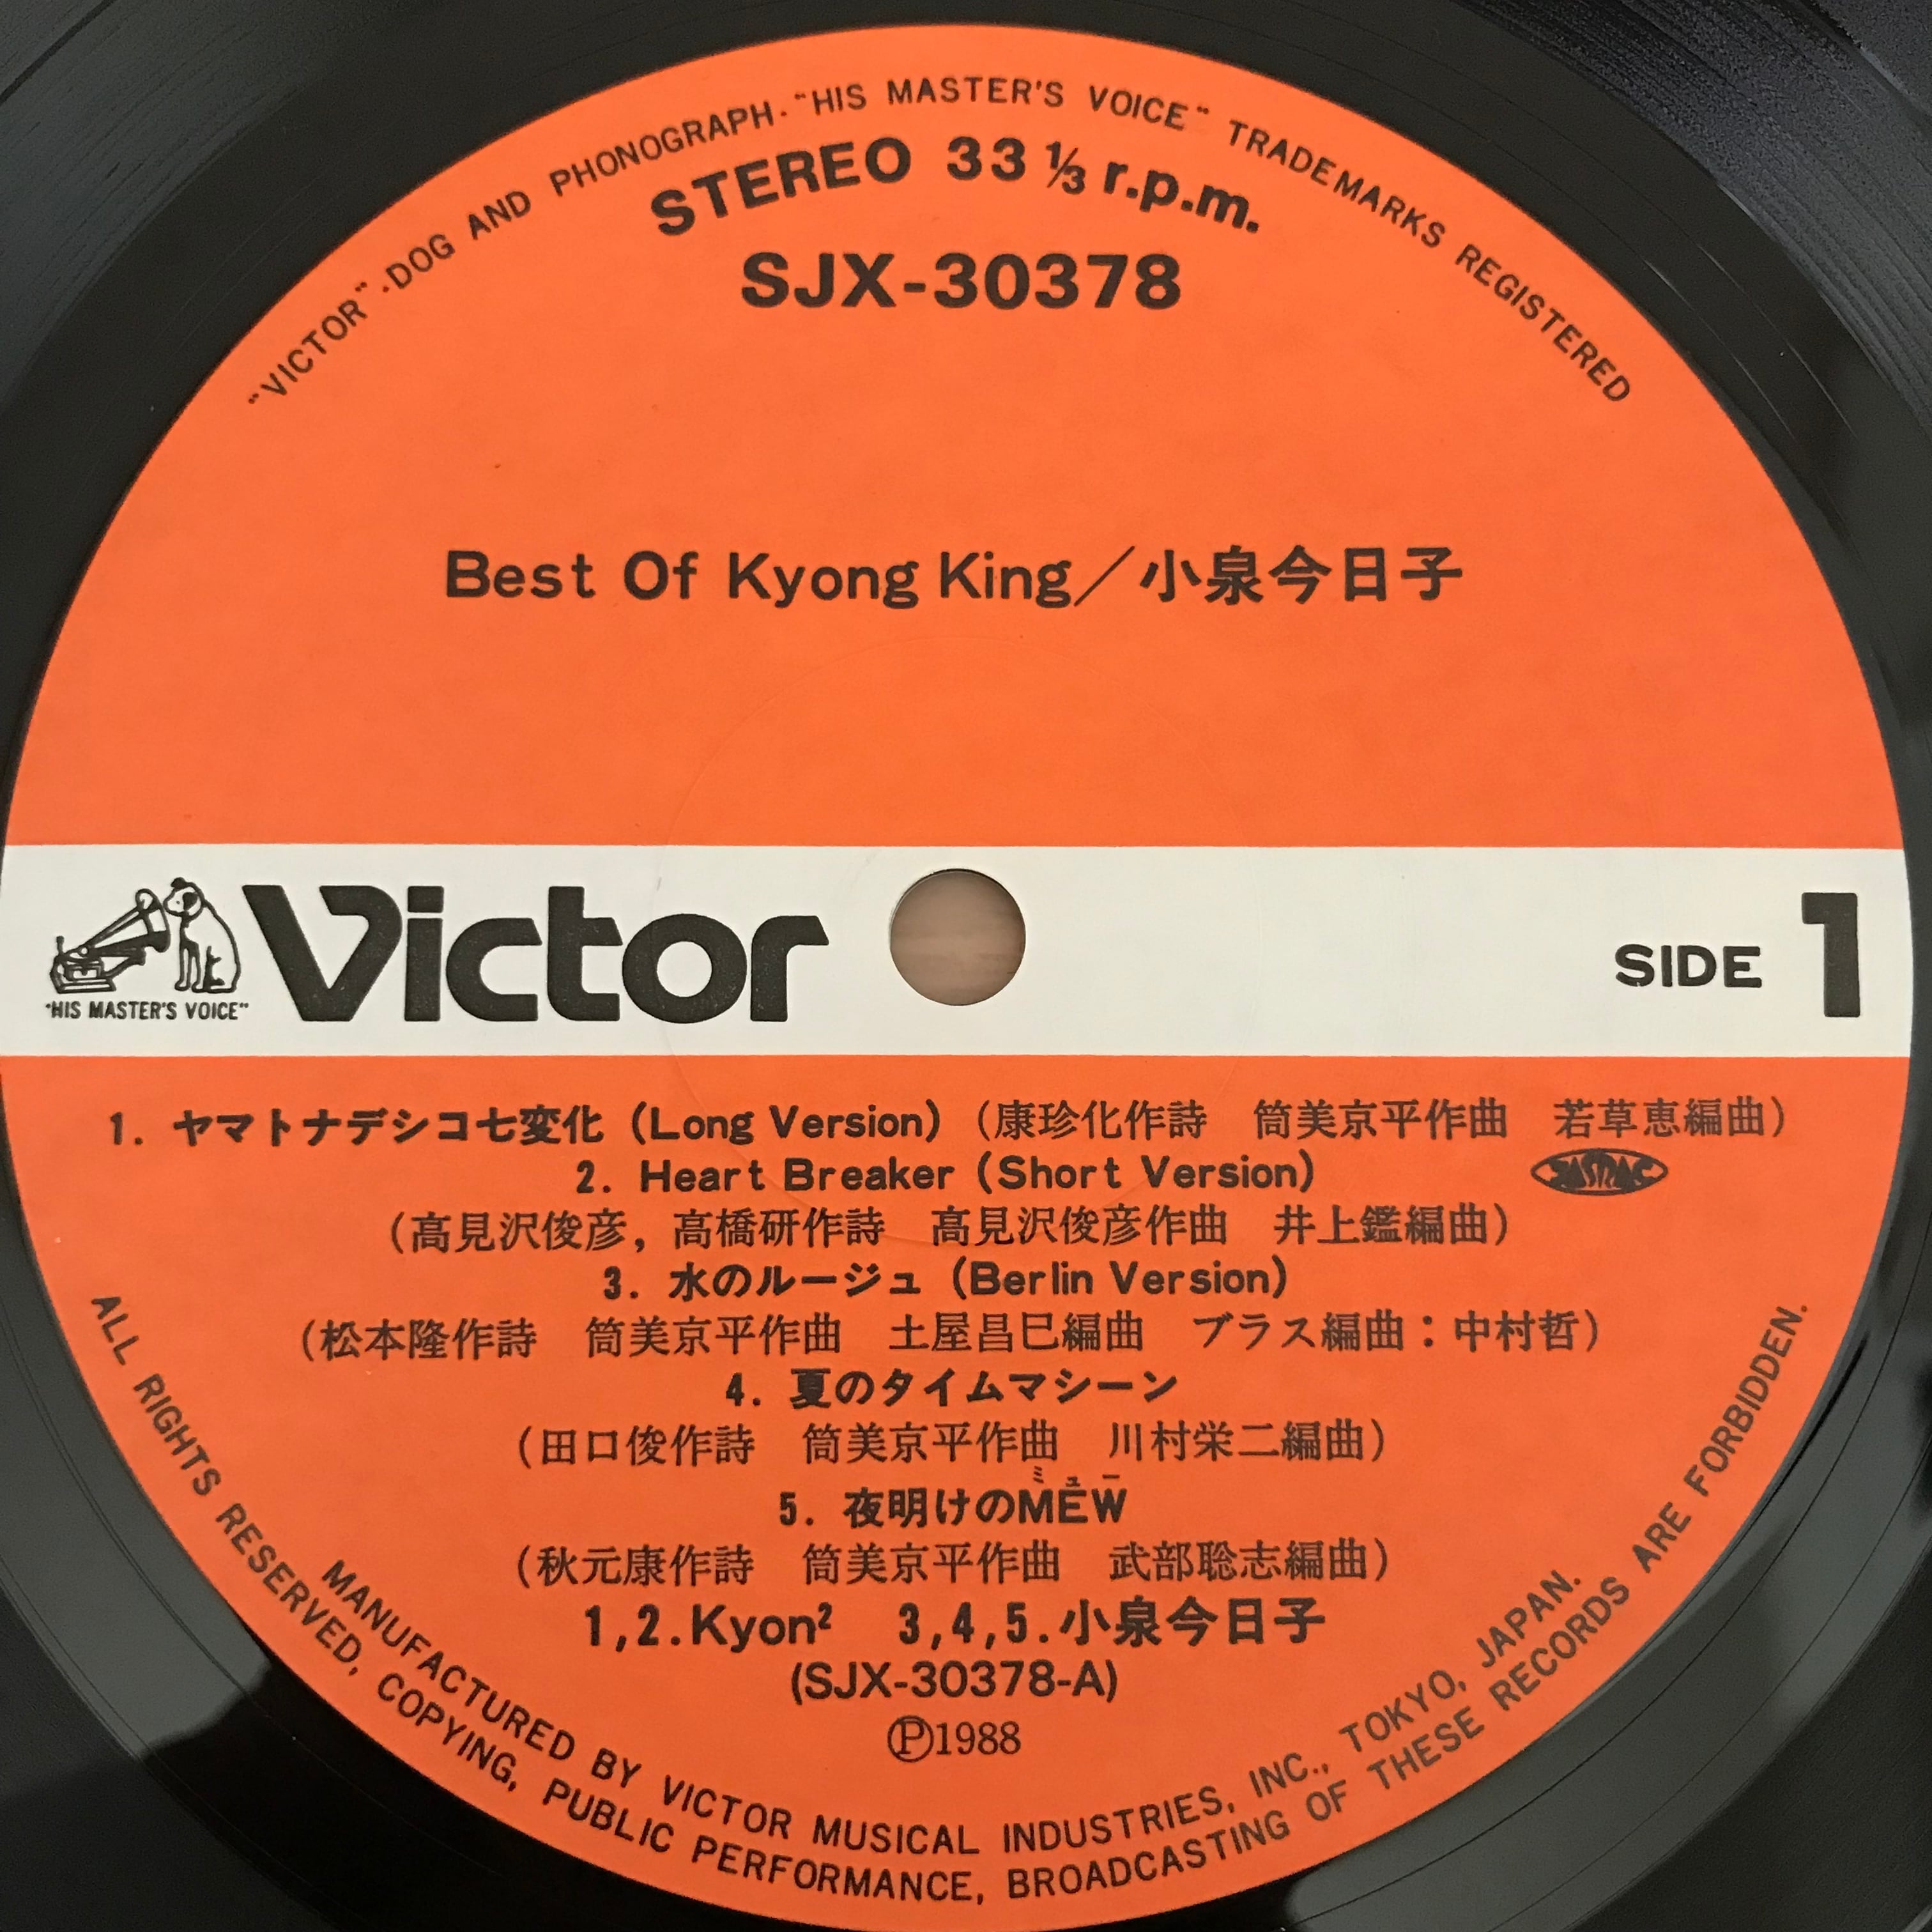 "VICTOR"·DOG AND PHONOGRAPH·"HIS MASTER'S VOICE" TRADEMARKS REGISTERED
STEREO 33 ⅓ r.p.m.
SJX-30378
Best Of Kyong King／小泉今日子
Victor
"HIS MASTER'S VOICE"
SIDE 1
1. ヤマトナデシコ七変化 (Long Version) (康珍化作詩　筒美京平作曲　若草恵編曲)
2. Heart Breaker (Short Version)
JASRAC
(高見沢俊彦, 高橋研作詩　高見沢俊彦作曲　井上鑑編曲)
3. 水のルージュ (Berlin Version)
(松本隆作詩　筒美京平作曲　土屋昌巳編曲　ブラス編曲：中村哲)
4. 夏のタイムマシーン
(田口俊作詩　筒美京平作曲　川村栄二編曲)
ミュー
5. 夜明けのMEW
(秋元康作詩　筒美京平作曲　武部聡志編曲)
1,2.Kyon²　3,4,5.小泉今日子
(SJX-30378-A)
Ⓟ1988
MANUFACTURED BY VICTOR MUSICAL INDUSTRIES, INC., TOKYO, JAPAN.
ALL RIGHTS RESERVED, COPYING, PUBLIC PERFORMANCE, BROADCASTING OF THESE RECORDS ARE FORBIDDEN.